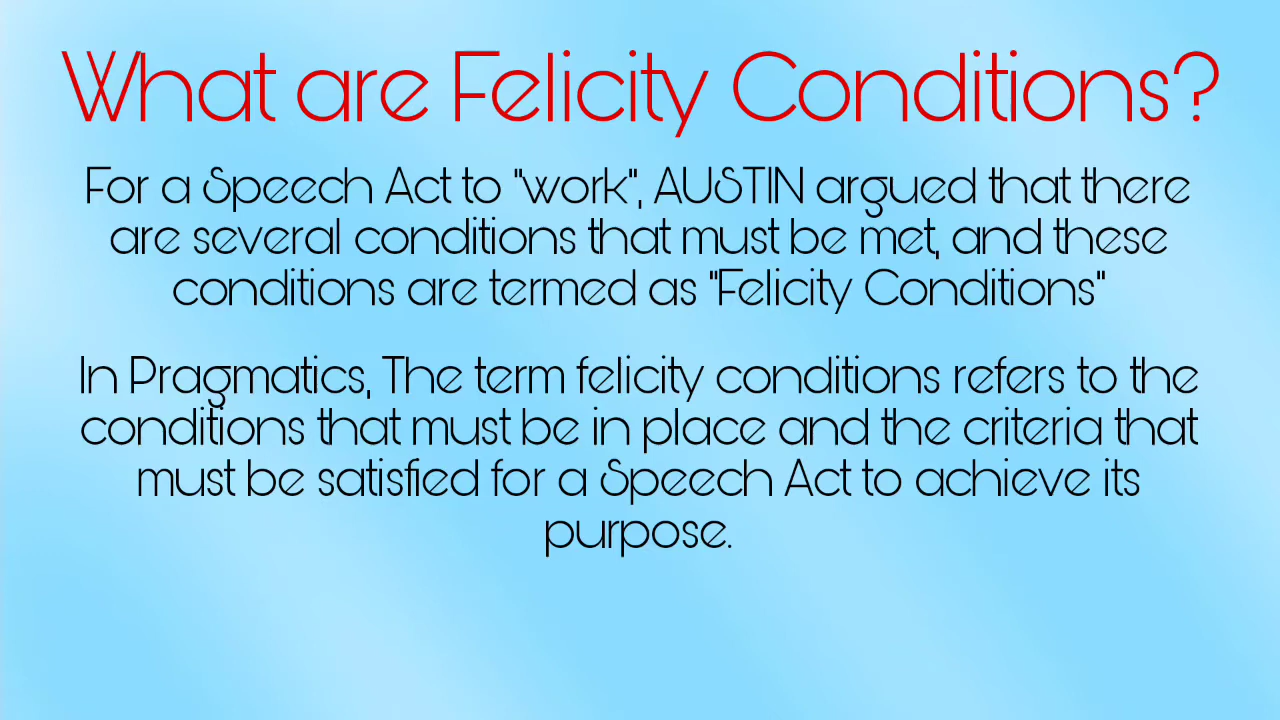 What are Felicity Conditions?
For a Speech Act to "work", AUSTIN argued that there
are several conditions that must be met, and these
conditions are termed as "Felicity Conditions"
In Pragmatics, The term felicity conditions refers to the
conditions that must be in place and the criteria that
must be satisfied for a Speech Act to achieve its
purpose.